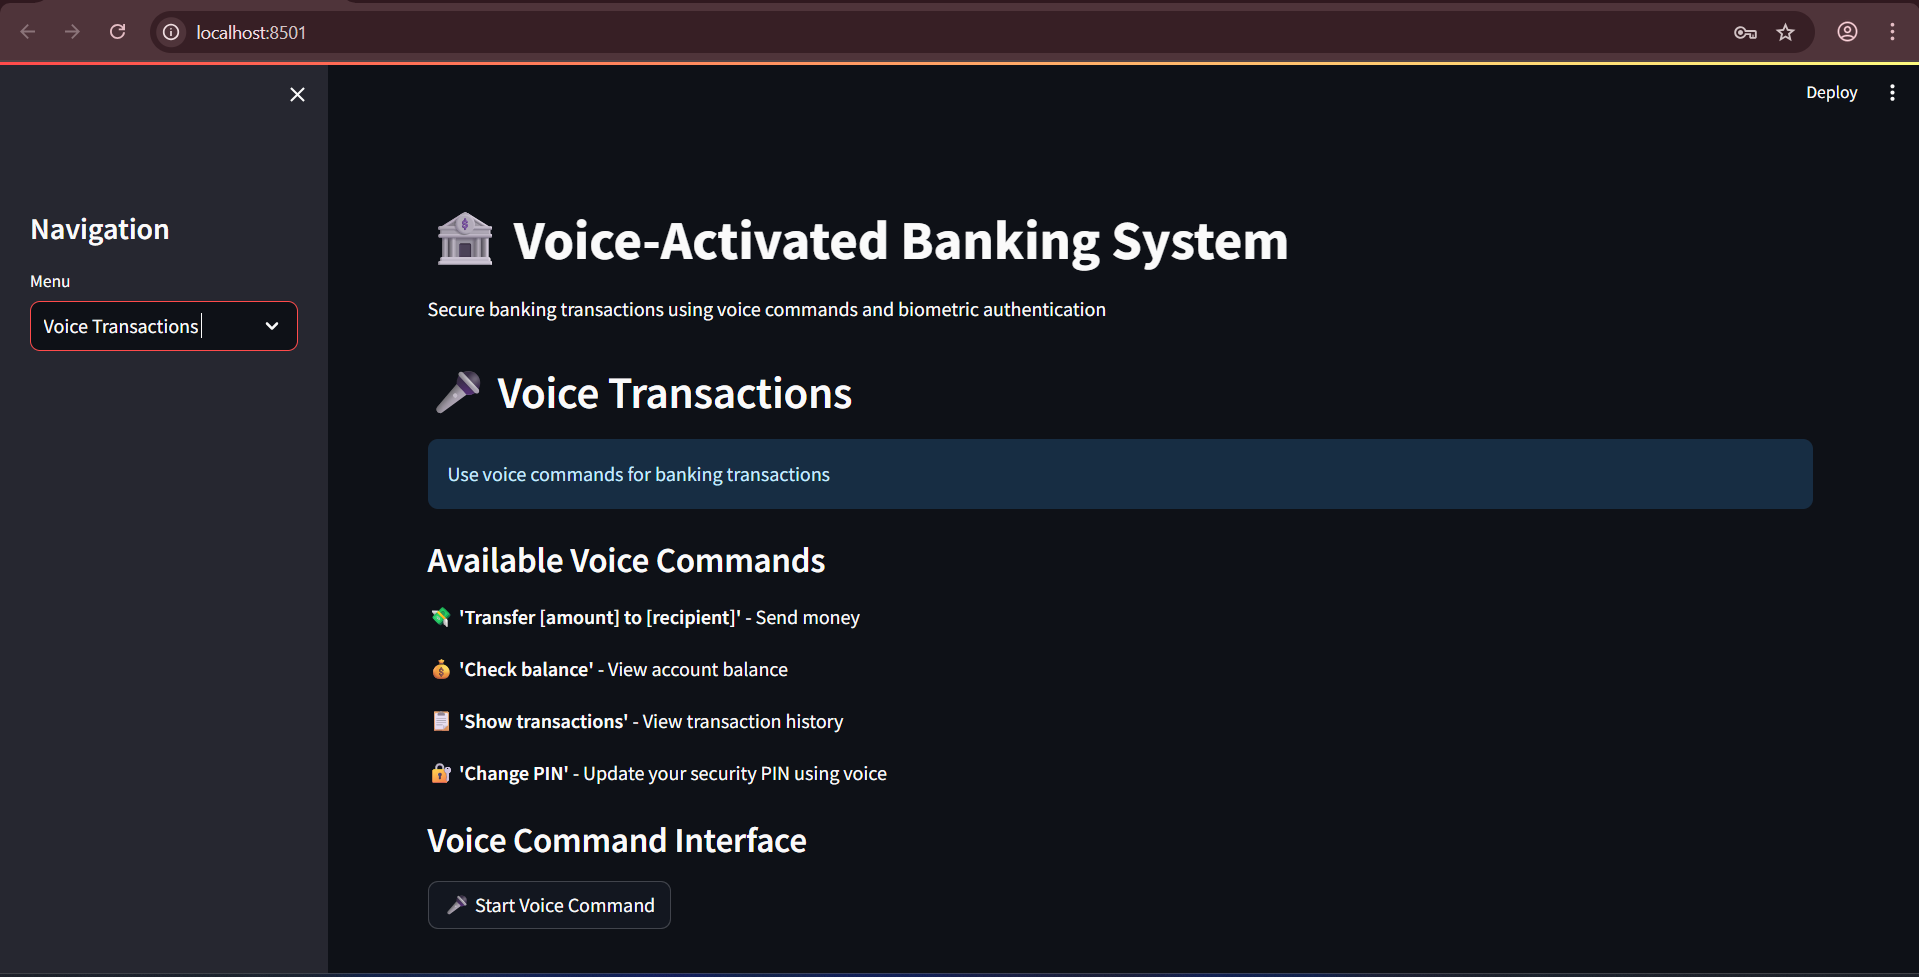 localhost:8501
Deploy
Navigation
Menu
Voice Transactions
Voice-Activated Banking System
Secure banking transactions using voice commands and biometric authentication
Voice Transactions
Use voice commands for banking transactions
Available Voice Commands
'Transfer [amount] to [recipient]' - Send money
'Check balance' - View account balance
'Show transactions' - View transaction history
'Change PIN' - Update your security PIN using voice
Voice Command Interface
Start Voice Command